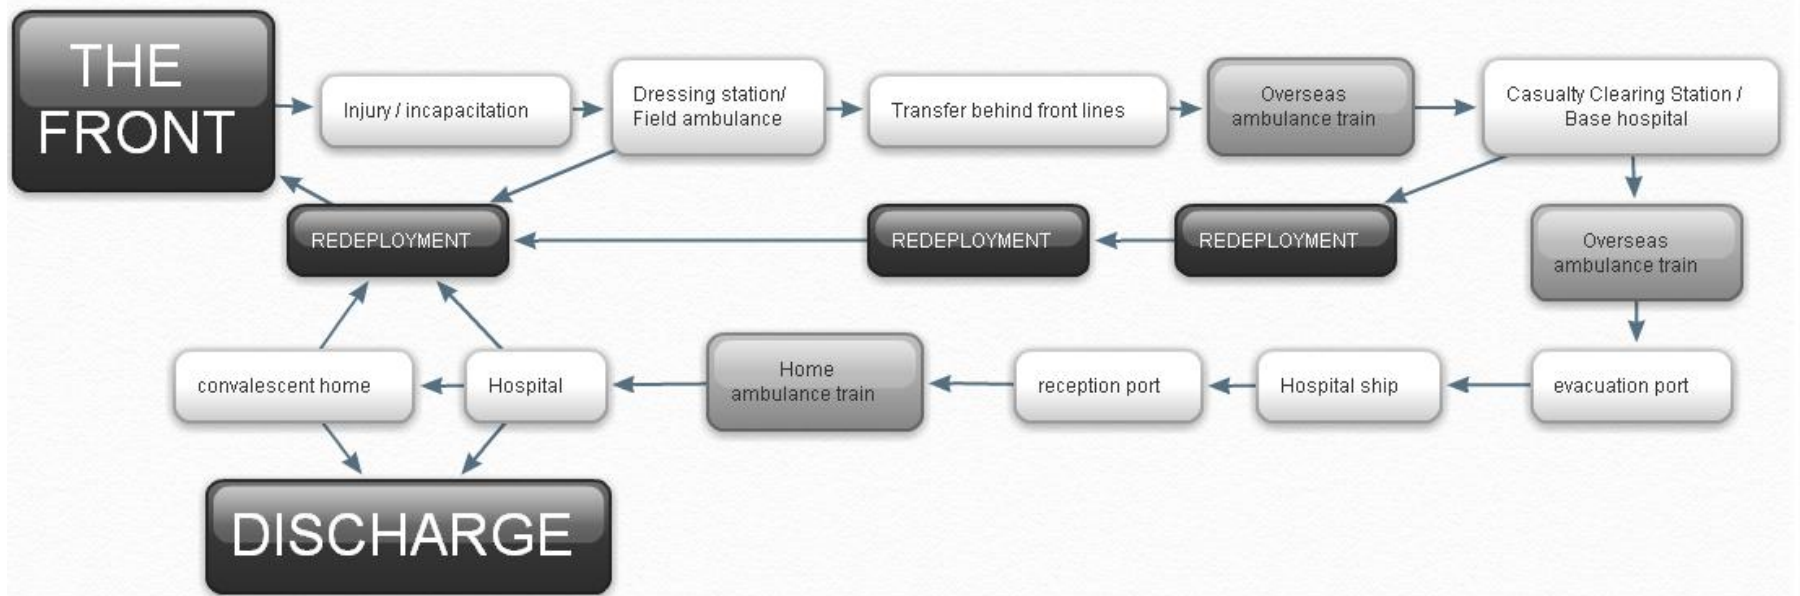 THE
FRONT
Injury / incapacitation
Dressing station/
Field ambulance
Transfer behind front lines
Overseas
ambulance train
Casualty Clearing Station /
Base hospital
REDEPLOYMENT
REDEPLOYMENT
REDEPLOYMENT
Overseas
ambulance train
convalescent home
Hospital
Home
ambulance train
reception port
Hospital ship
evacuation port
DISCHARGE